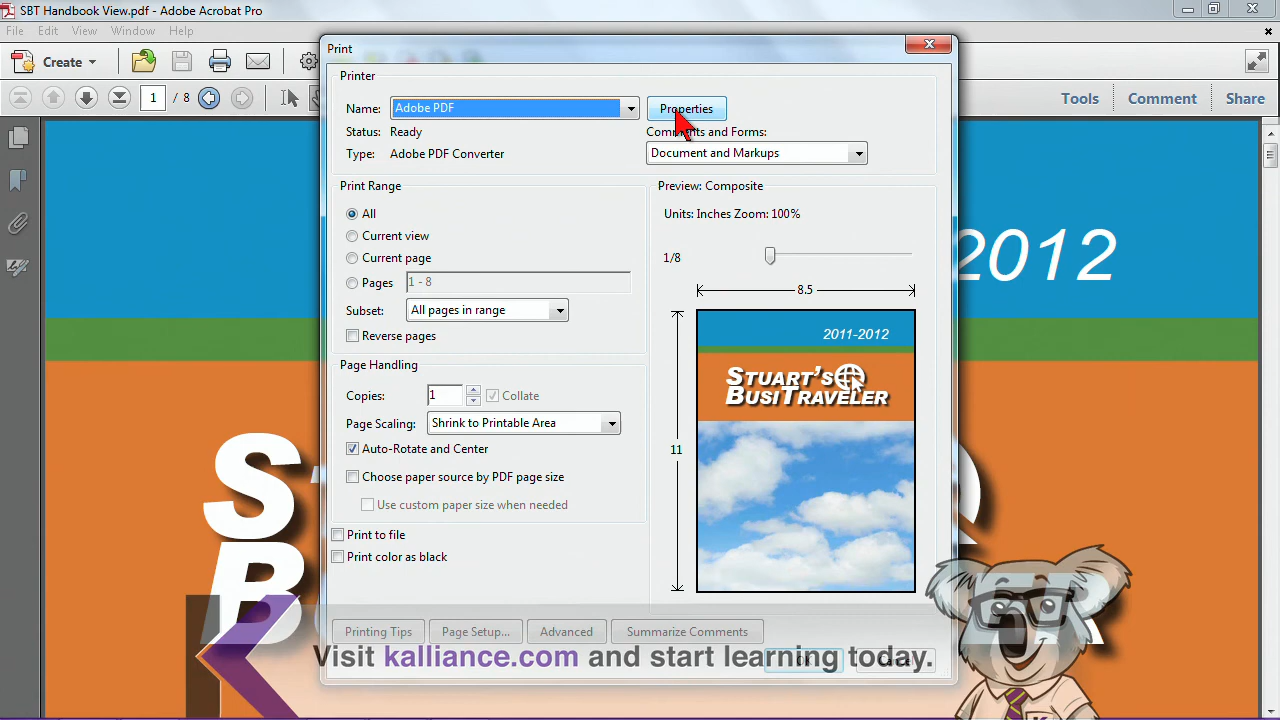 SBT Handbook View.pdf - Adobe Acrobat Pro
File Edit View Window Help
Create
1 / 8
Tools Comment Share
2012
Print
Printer
Name: Adobe PDF Properties
Status: Ready Comments and Forms:
Type: Adobe PDF Converter Document and Markups
Print Range Preview: Composite
All Units: Inches Zoom: 100%
Current view
Current page 1/8
Pages 1 - 8
8.5
Subset: All pages in range
Reverse pages
2011-2012
Page Handling
STUART'S
BUSITRAVELER
Copies: 1 Collate
Page Scaling: Shrink to Printable Area
11
Auto-Rotate and Center
Choose paper source by PDF page size
Use custom paper size when needed
Print to file
Print color as black
Printing Tips Page Setup... Advanced Summarize Comments
Visit kalliance.com and start learning today.